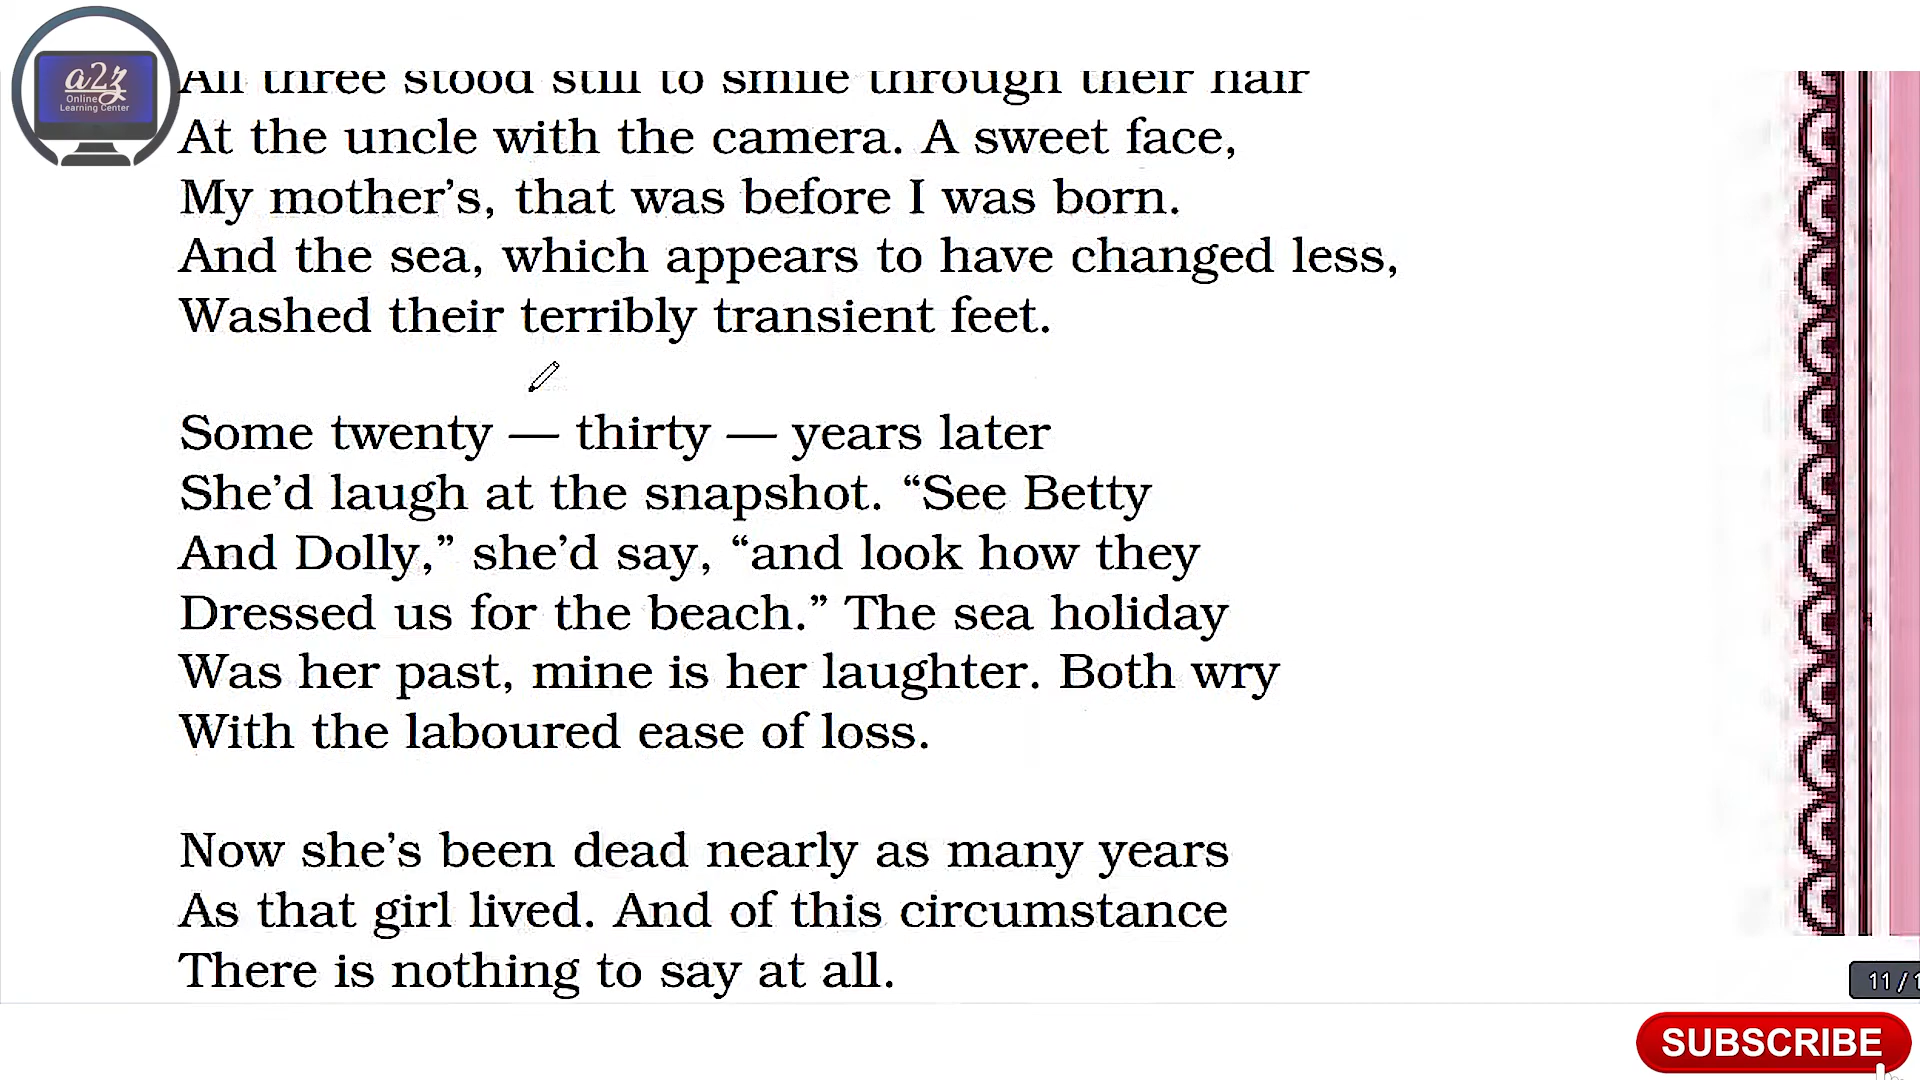 a2z
Online
Learning Center
All three stood still to smile through their hair
At the uncle with the camera. A sweet face,
My mother’s, that was before I was born.
And the sea, which appears to have changed less,
Washed their terribly transient feet.
Some twenty — thirty — years later
She’d laugh at the snapshot. “See Betty
And Dolly,” she’d say, “and look how they
Dressed us for the beach.” The sea holiday
Was her past, mine is her laughter. Both wry
With the laboured ease of loss.
Now she’s been dead nearly as many years
As that girl lived. And of this circumstance
There is nothing to say at all.
11 / 1
SUBSCRIBE